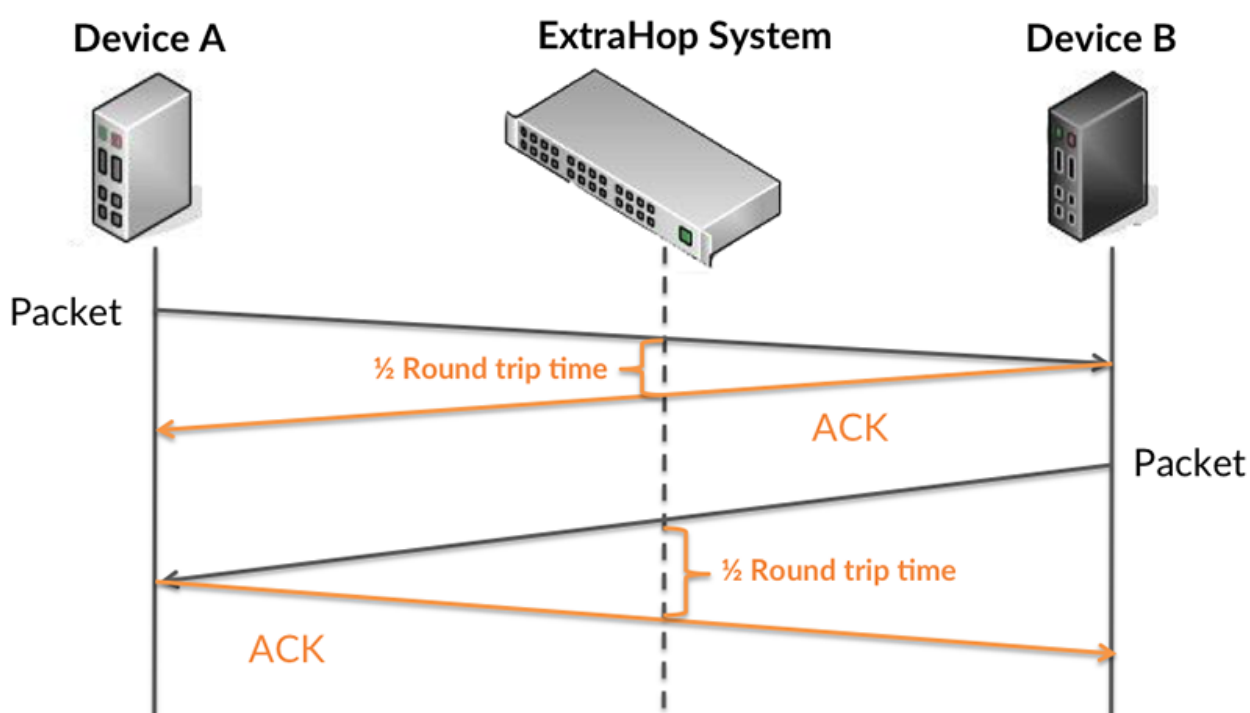 Device A
ExtraHop System
Device B
Packet
½ Round trip time
ACK
Packet
½ Round trip time
ACK